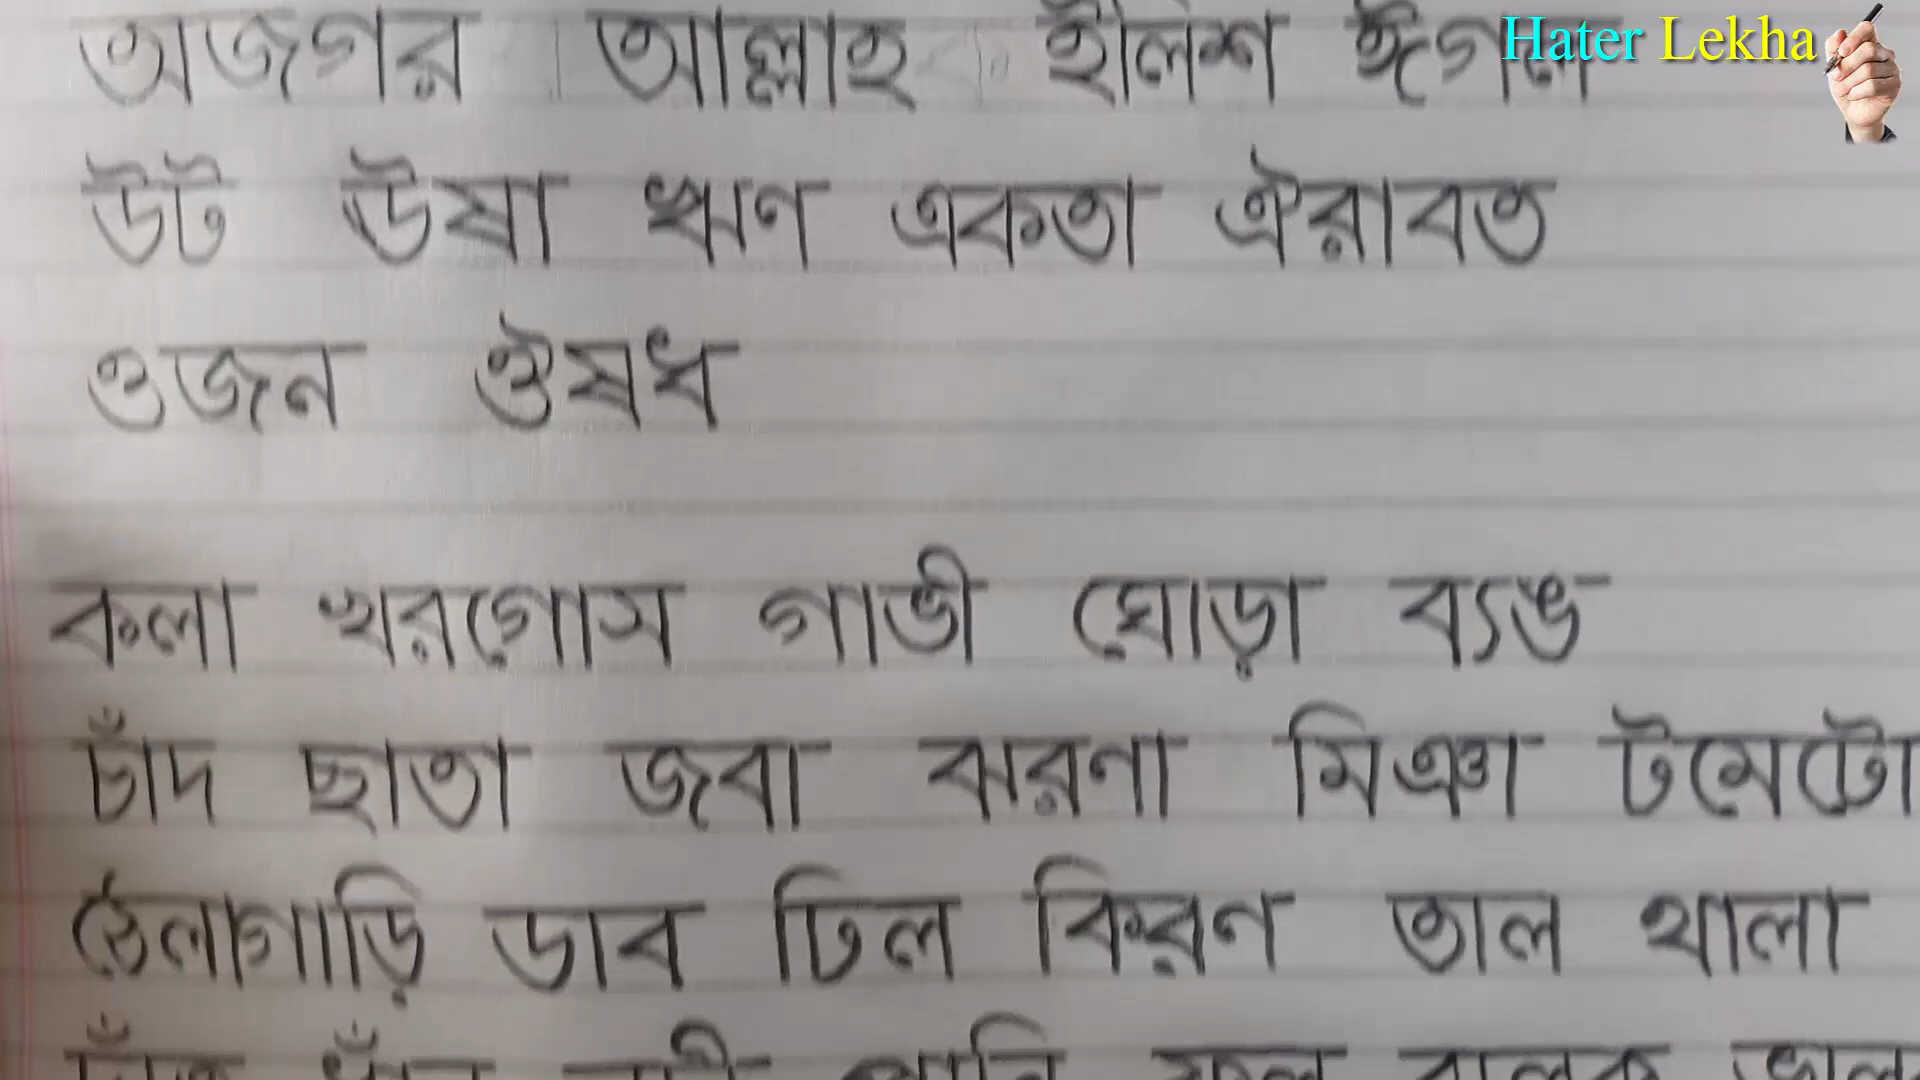 অজগর আল্লাহ ইলিশ ঈগল
Hater Lekha
উট ঊষা ঋণ একতা ঐরাবত
ওজন ঔষধ
কলা খরগোস গাভী ঘোড়া ব্যঙ
চাঁদ ছাতা জবা ঝরনা মিঞা টমেটো
ঠেলাগাড়ি ডাব ঢিল কিরণ তাল থালা